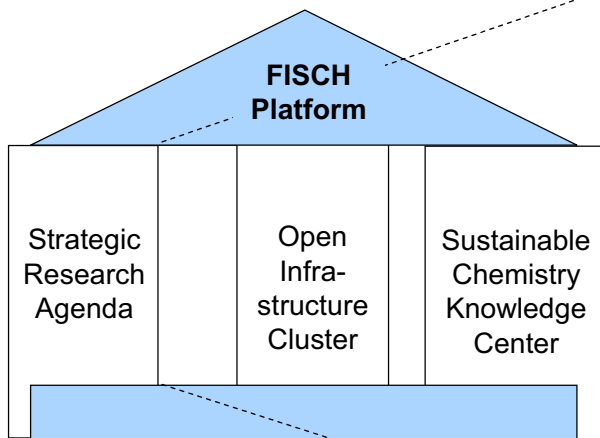 FISCH
Platform
Strategic
Research
Agenda
Open
Infra-
structure
Cluster
Sustainable
Chemistry
Knowledge
Center